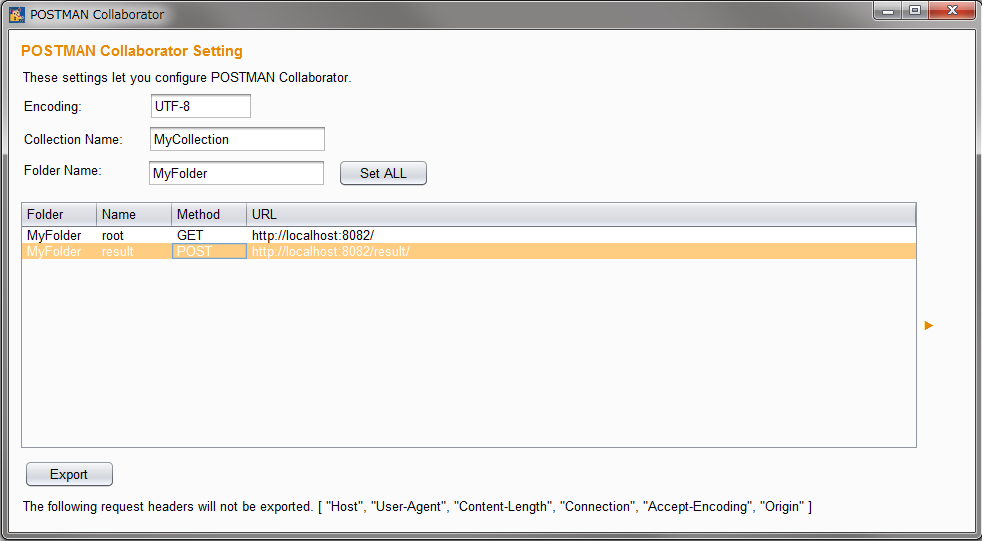 POSTMAN Collaborator
POSTMAN Collaborator Setting
These settings let you configure POSTMAN Collaborator.
Encoding: UTF-8
Collection Name: MyCollection
Folder Name: MyFolder Set ALL
Folder Name Method URL
MyFolder root GET http://localhost:8082/
MyFolder result POST http://localhost:8082/result/
Export
The following request headers will not be exported. [ "Host", "User-Agent", "Content-Length", "Connection", "Accept-Encoding", "Origin" ]